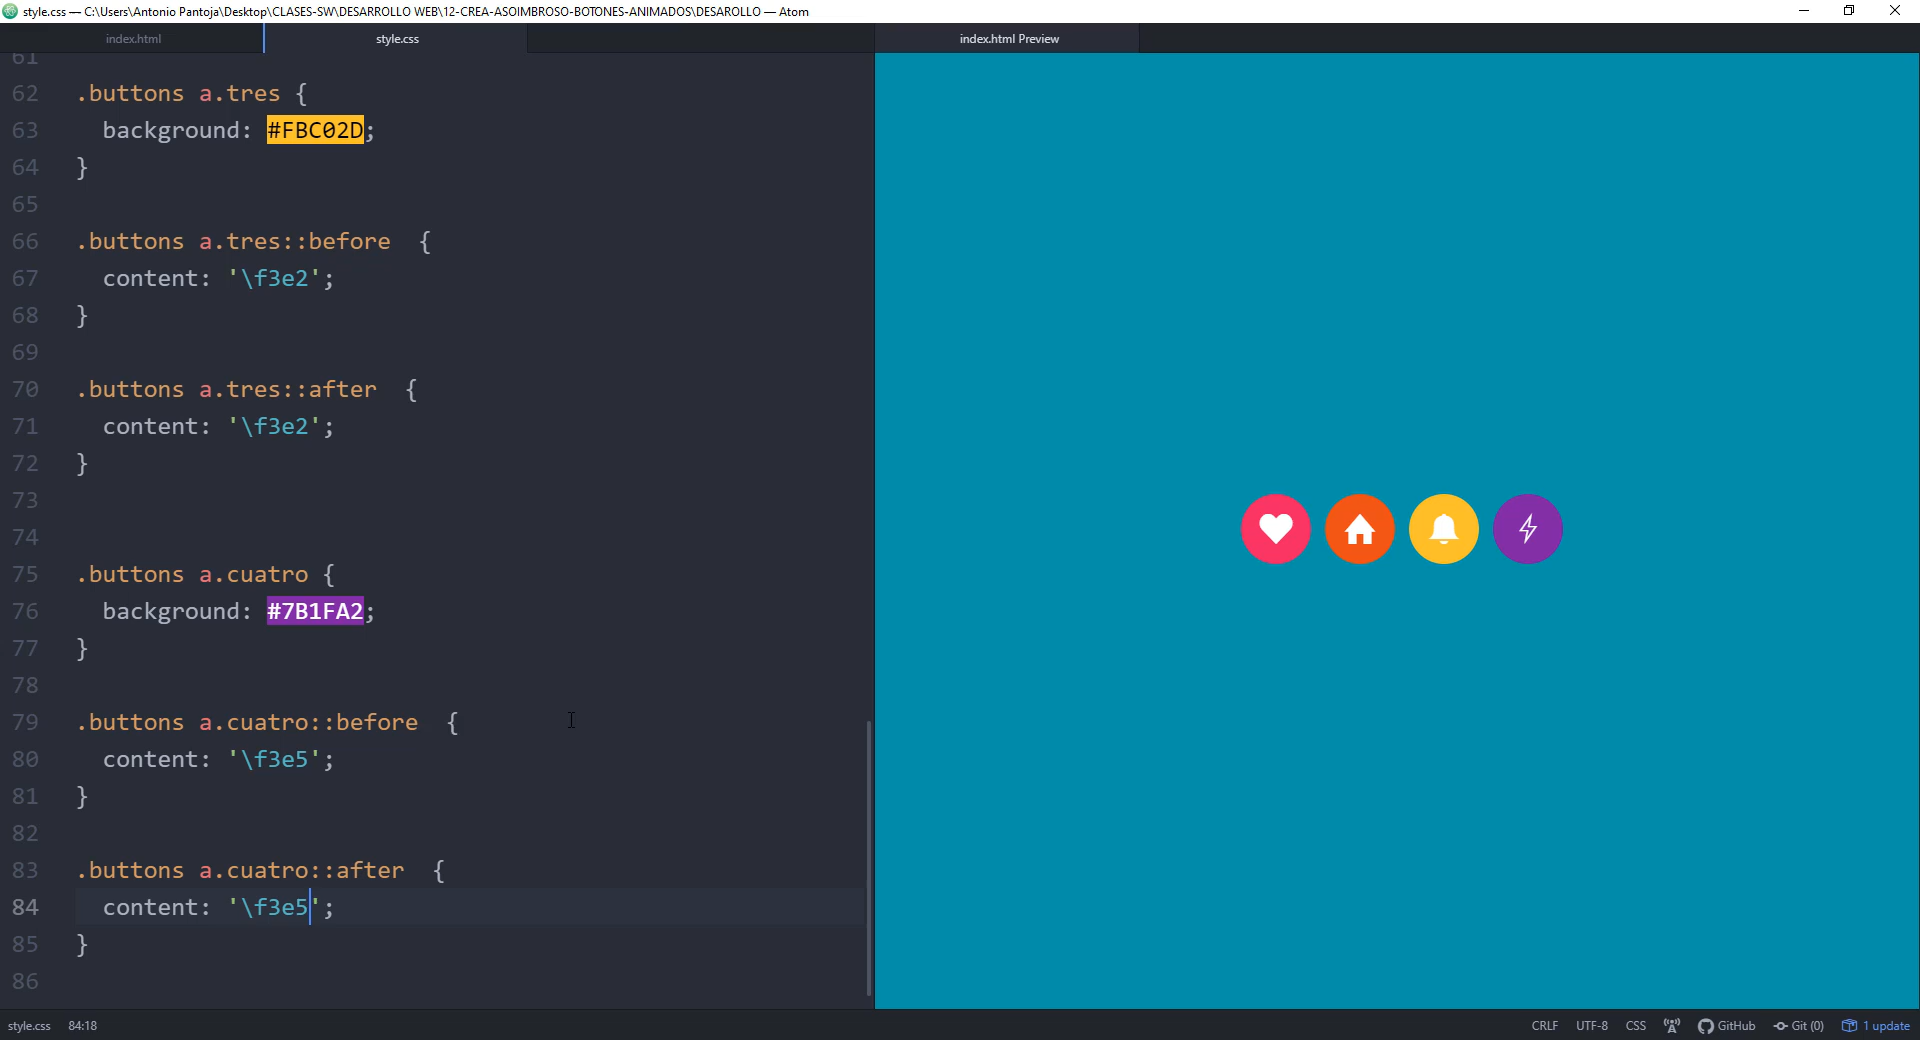 style.css — C:\Users\Antonio Pantoja\Desktop\CLASES-SW\DESARROLLO WEB\12-CREA-ASOIMBROSO-BOTONES-ANIMADOS\DESAROLLO — Atom
index.html
style.css
index.html Preview
61
62 .buttons a.tres {
63 background: #FBC02D;
64 }
65
66 .buttons a.tres::before {
67 content: '\f3e2';
68 }
69
70 .buttons a.tres::after {
71 content: '\f3e2';
72 }
73
74
75 .buttons a.cuatro {
76 background: #7B1FA2;
77 }
78
79 .buttons a.cuatro::before {
80 content: '\f3e5';
81 }
82
83 .buttons a.cuatro::after {
84 content: '\f3e5';
85 }
86
style.css 84:18 CRLF UTF-8 CSS GitHub Git (0) 1 update